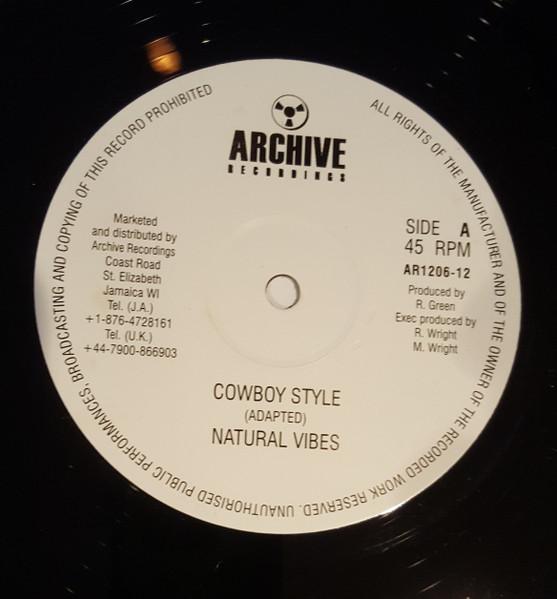 UNAUTHORISED PUBLIC PERFORMANCES, BROADCASTING AND COPYING OF THIS RECORD PROHIBITED
ALL RIGHTS OF THE MANUFACTURER AND OF THE OWNER OF THE RECORDED WORK RESERVED.
ARCHIVE
RECORDINGS
Marketed
and distributed by
Archive Recordings
Coast Road
St. Elizabeth
Jamaica WI
Tel. (J.A.)
+1-876-4728161
Tel. (U.K.)
+44-7900-866903
SIDE A
45 RPM
AR1206-12
Produced by
R. Green
Exec produced by
R. Wright
M. Wright
COWBOY STYLE
(ADAPTED)
NATURAL VIBES